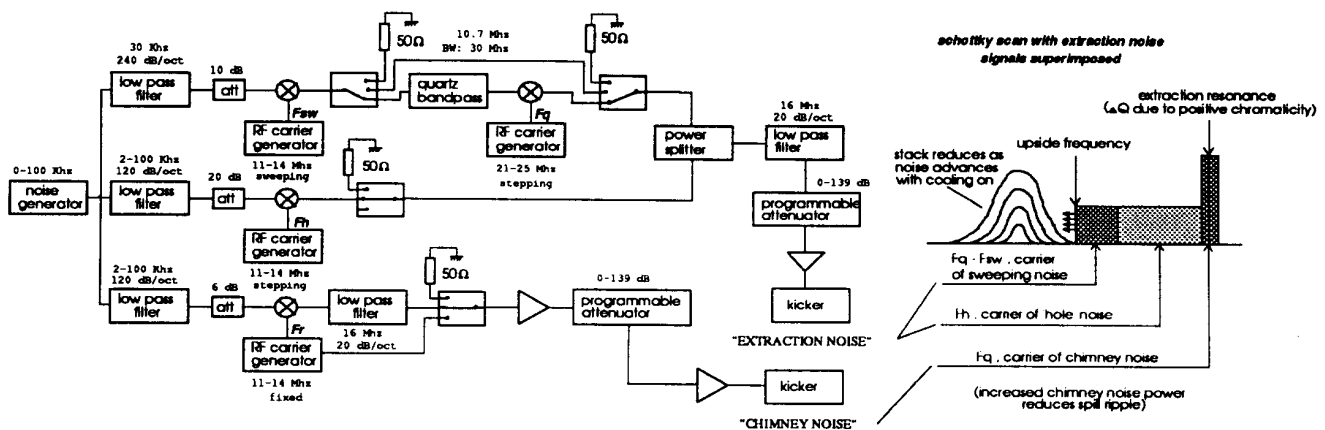 0-100 Khz
noise
generator
30 Khz
240 dB/oct
low pass
filter
10 dB
att
Fsw
RF carrier
generator
11-14 Mhz
sweeping
50Ω
10.7 Mhz
BW: 30 Mhz
quartz
bandpass
Fq
RF carrier
generator
21-25 Mhz
stepping
50Ω
2-100 Khz
120 dB/oct
low pass
filter
20 dB
att
Fh
RF carrier
generator
11-14 Mhz
stepping
50Ω
power
splitter
16 Mhz
20 dB/oct
low pass
filter
0-139 dB
programmable
attenuator
kicker
"EXTRACTION NOISE"
2-100 Khz
120 dB/oct
low pass
filter
6 dB
att
Fr
RF carrier
generator
11-14 Mhz
fixed
low pass
filter
16 Mhz
20 dB/oct
50Ω
0-139 dB
programmable
attenuator
kicker
"CHIMNEY NOISE"
schottky scan with extraction noise
signals superimposed
extraction resonance
(△Q due to positive chromaticity)
upside frequency
stack reduces as
noise advances
with cooling on
Fq - Fsw , carrier
of sweeping noise
Fh , carrier of hole noise
Fq , carrier of chimney noise
(increased chimney noise power
reduces spill ripple)